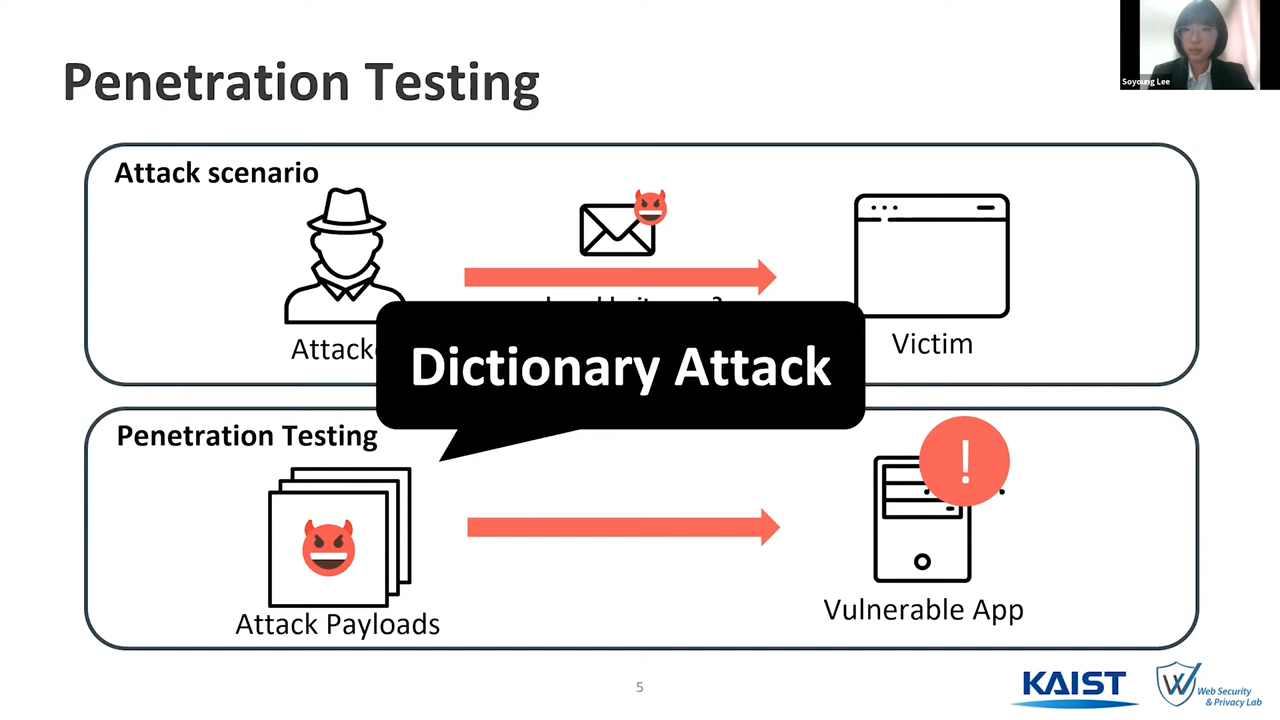 Penetration Testing
Soyoung Lee
Attack scenario
Attack
Dictionary Attack
Victim
Penetration Testing
!
Attack Payloads
Vulnerable App
5
KAIST
W
Web Security
& Privacy Lab